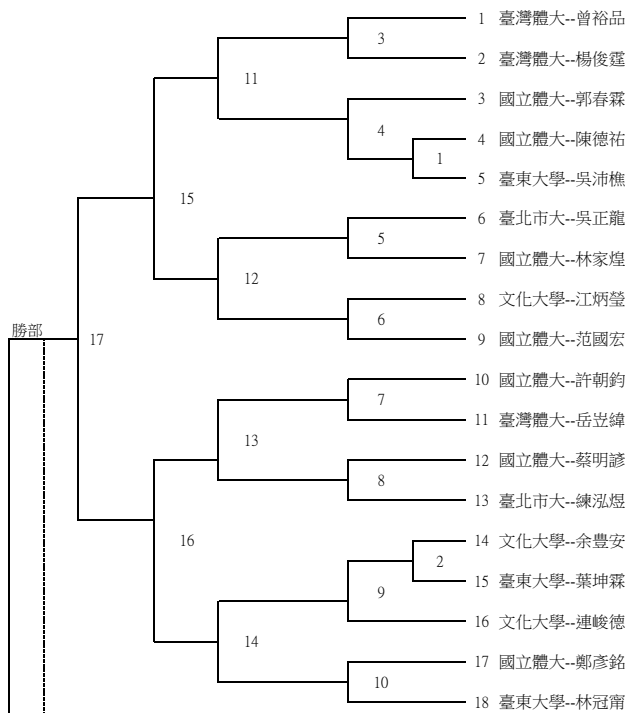 1 臺灣體大--曾裕品
3
2 臺灣體大--楊俊霆
11
3 國立體大--郭春霖
4
4 國立體大--陳德祐
1
5 臺東大學--吳沛樵
15
6 臺北市大--吳正龍
5
7 國立體大--林家煌
12
8 文化大學--江炳瑩
6
9 國立體大--范國宏
勝部
17
10 國立體大--許朝鈞
7
11 臺灣體大--岳岦緯
13
12 國立體大--蔡明諺
8
13 臺北市大--練泓煜
16
14 文化大學--余豊安
2
15 臺東大學--葉坤霖
9
16 文化大學--連峻德
14
17 國立體大--鄭彥銘
10
18 臺東大學--林冠甯